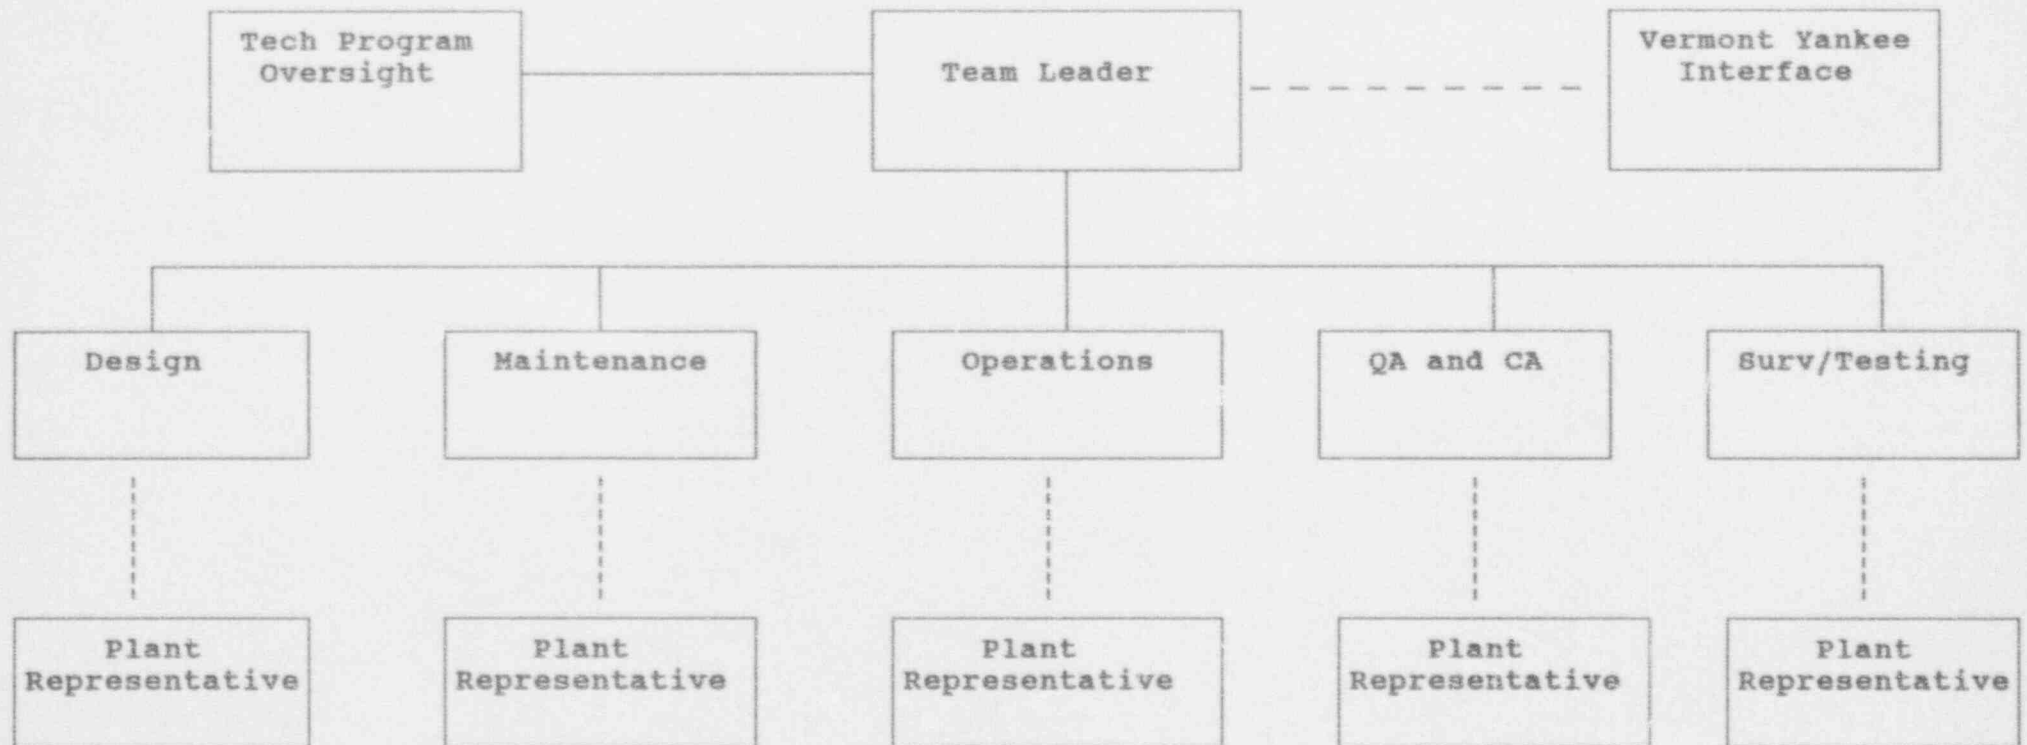 Tech Program
Oversight
Team Leader
Vermont Yankee
Interface
Design
Maintenance
Operations
QA and CA
Surv/Testing
Plant
Representative
Plant
Representative
Plant
Representative
Plant
Representative
Plant
Representative